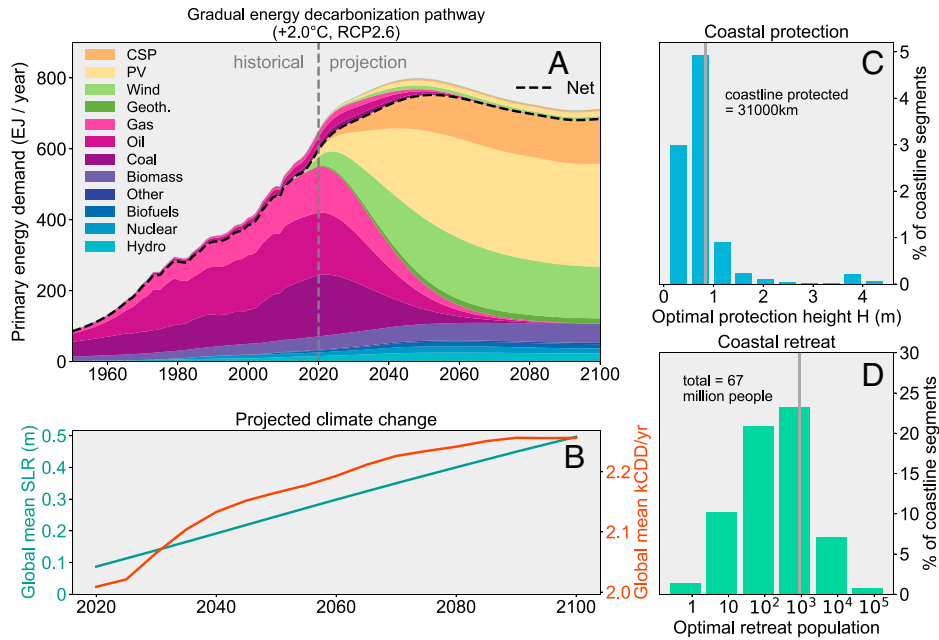 Gradual energy decarbonization pathway
(+2.0°C, RCP2.6)
A
historical
projection
Net
CSP
PV
Wind
Geoth.
Gas
Oil
Coal
Biomass
Other
Biofuels
Nuclear
Hydro
Primary energy demand (EJ / year)
800
600
400
200
0
1960 1980 2000 2020 2040 2060 2080 2100
Projected climate change
B
Global mean SLR (m)
0.5
0.4
0.3
0.2
0.1
0
Global mean kCDD/yr
2.2
2.1
2.0
2020 2040 2060 2080 2100
Coastal protection
C
coastline protected
= 31000km
% of coastline segments
5
4
3
2
1
0
0 1 2 3 4
Optimal protection height H (m)
Coastal retreat
D
total = 67
million people
% of coastline segments
30
25
20
15
10
5
0
1 10 10² 10³ 10⁴ 10⁵
Optimal retreat population